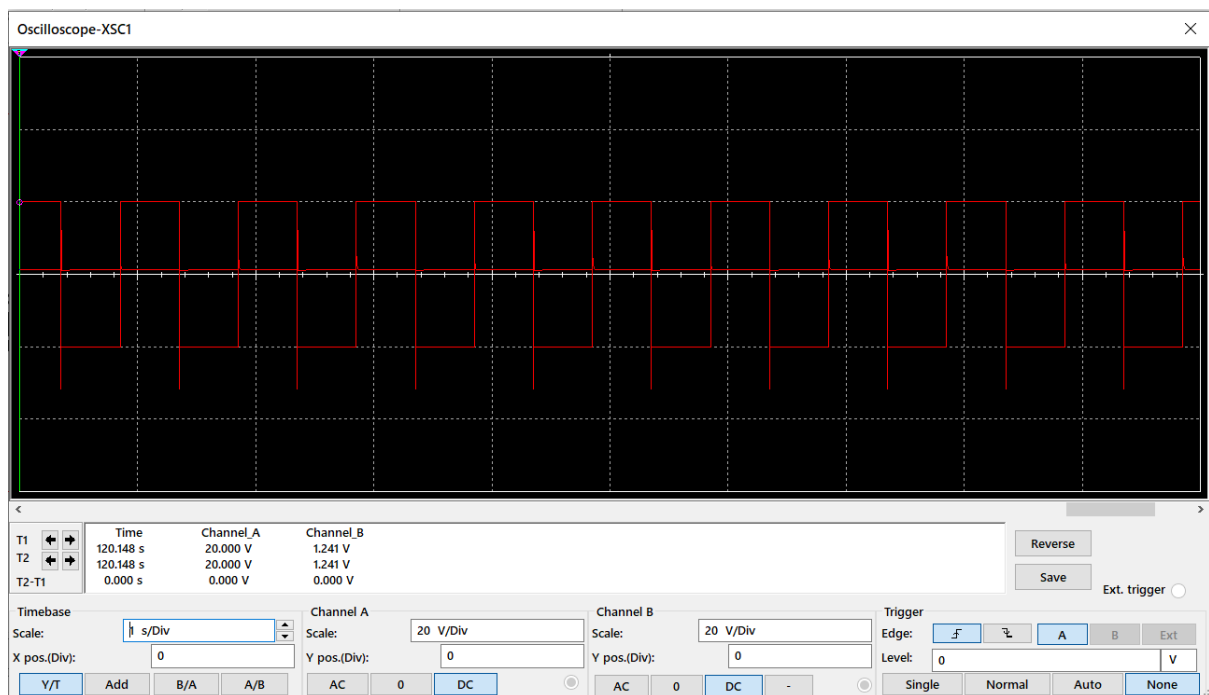 Oscilloscope-XSC1
Time Channel_A Channel_B
T1 120.148 s 20.000 V 1.241 V
T2 120.148 s 20.000 V 1.241 V
T2-T1 0.000 s 0.000 V 0.000 V
Reverse
Save
Ext. trigger
Timebase
Scale: 1 s/Div
X pos.(Div): 0
Y/T Add B/A A/B
Channel A
Scale: 20 V/Div
Y pos.(Div): 0
AC 0 DC
Channel B
Scale: 20 V/Div
Y pos.(Div): 0
AC 0 DC -
Trigger
Edge: A B Ext
Level: 0 V
Single Normal Auto None